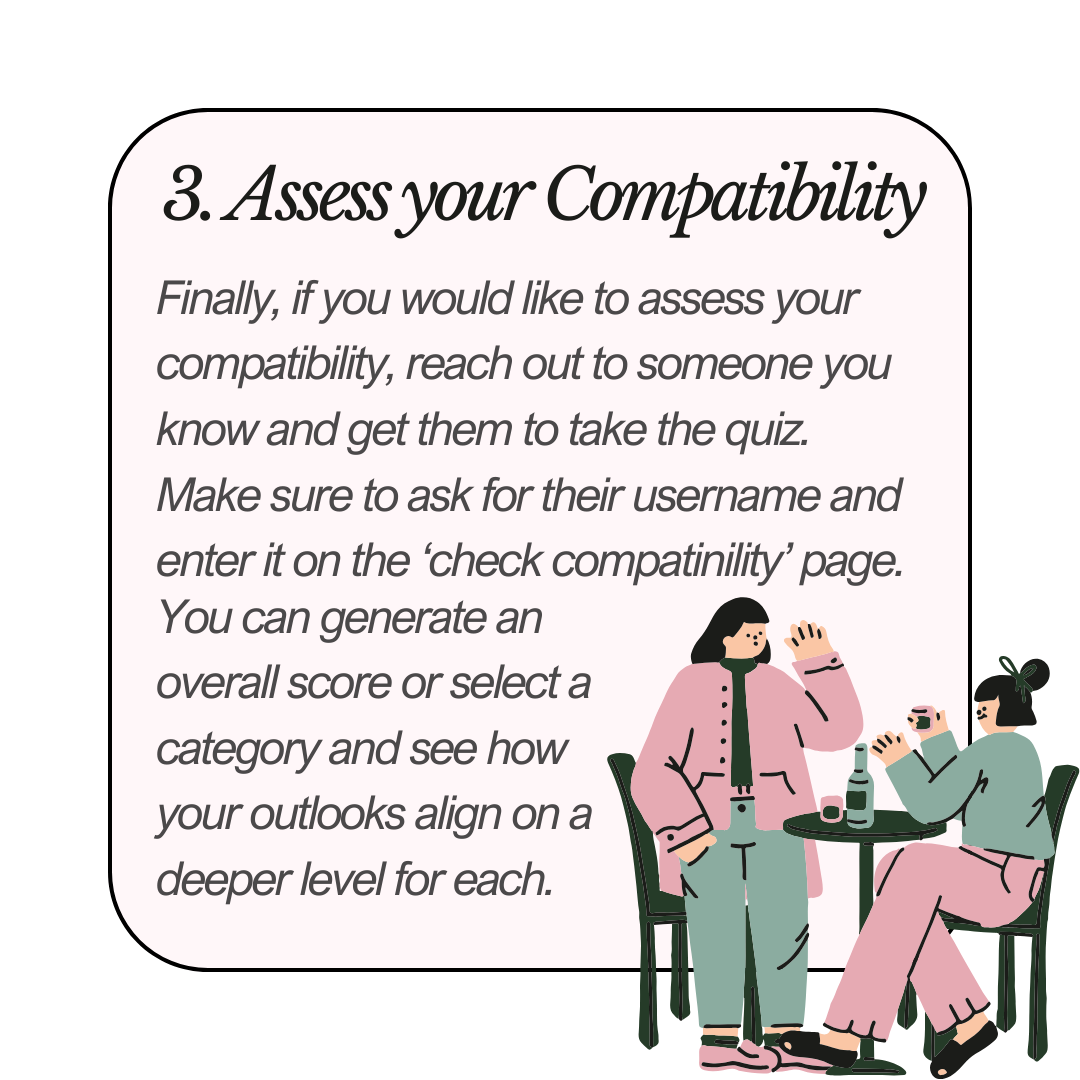 3. Assess your Compatibility
Finally, if you would like to assess your
compatibility, reach out to someone you
know and get them to take the quiz.
Make sure to ask for their username and
enter it on the ‘check compatinility’ page.
You can generate an
overall score or select a
category and see how
your outlooks align on a
deeper level for each.